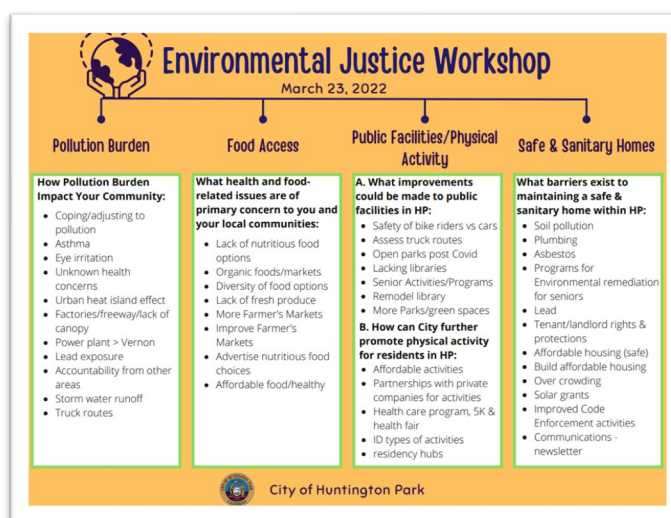 Environmental Justice Workshop
March 23, 2022
Pollution Burden
How Pollution Burden
Impact Your Community:
• Coping/adjusting to
pollution
• Asthma
• Eye irritation
• Unknown health
concerns
• Urban heat island effect
• Factories/freeway/lack of
canopy
• Power plant > Vernon
• Lead exposure
• Accountability from other
areas
• Storm water runoff
• Truck routes
Food Access
What health and food-
related issues are of
primary concern to you and
your local communities:
• Lack of nutritious food
options
• Organic foods/markets
• Diversity of food options
• Lack of fresh produce
• More Farmer's Markets
• Improve Farmer's
Markets
• Advertise nutritious food
choices
• Affordable food/healthy
Public Facilities/Physical
Activity
A. What improvements
could be made to public
facilities in HP:
• Safety of bike riders vs cars
• Assess truck routes
• Open parks post Covid
• Lacking libraries
• Senior Activities/Programs
• Remodel library
• More Parks/green spaces
B. How can City further
promote physical activity
for residents in HP:
• Affordable activities
• Partnerships with private
companies for activities
• Health care program, 5K &
health fair
• ID types of activities
• residency hubs
Safe & Sanitary Homes
What barriers exist to
maintaining a safe &
sanitary home within HP:
• Soil pollution
• Plumbing
• Asbestos
• Programs for
Environmental remediation
for seniors
• Lead
• Tenant/landlord rights &
protections
• Affordable housing (safe)
• Build affordable housing
• Over crowding
• Solar grants
• Improved Code
Enforcement activities
• Communications -
newsletter
City of Huntington Park